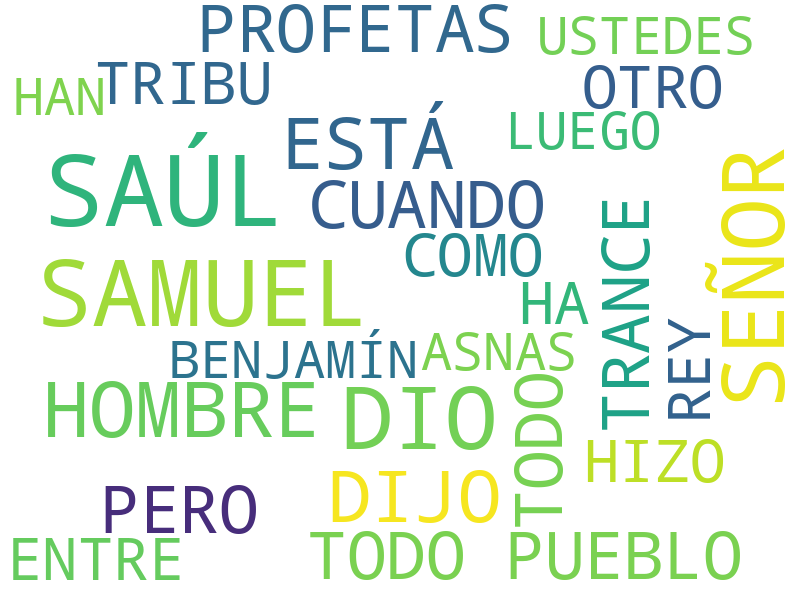 PROFETAS
USTEDES
TRIBU
OTRO
HAN
LUEGO
ESTÁ
SAÚL
CUANDO
SEÑOR
COMO
TRANCE
SAMUEL
HA
REY
BENJAMÍN
ASNAS
HOMBRE
DIO
TODO
HIZO
DIJO
PERO
ENTRE
TODO PUEBLO